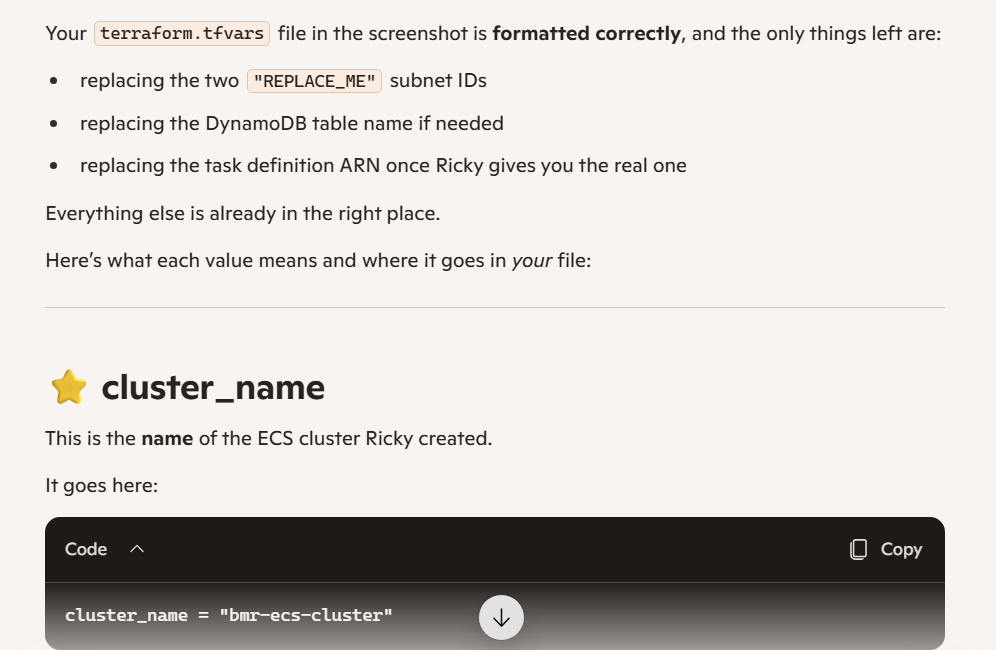 Your terraform.tfvars file in the screenshot is formatted correctly, and the only things left are:
replacing the two "REPLACE_ME" subnet IDs
replacing the DynamoDB table name if needed
replacing the task definition ARN once Ricky gives you the real one
Everything else is already in the right place.
Here’s what each value means and where it goes in your file:
cluster_name
This is the name of the ECS cluster Ricky created.
It goes here:
Code Copy
cluster_name = "bmr-ecs-cluster"